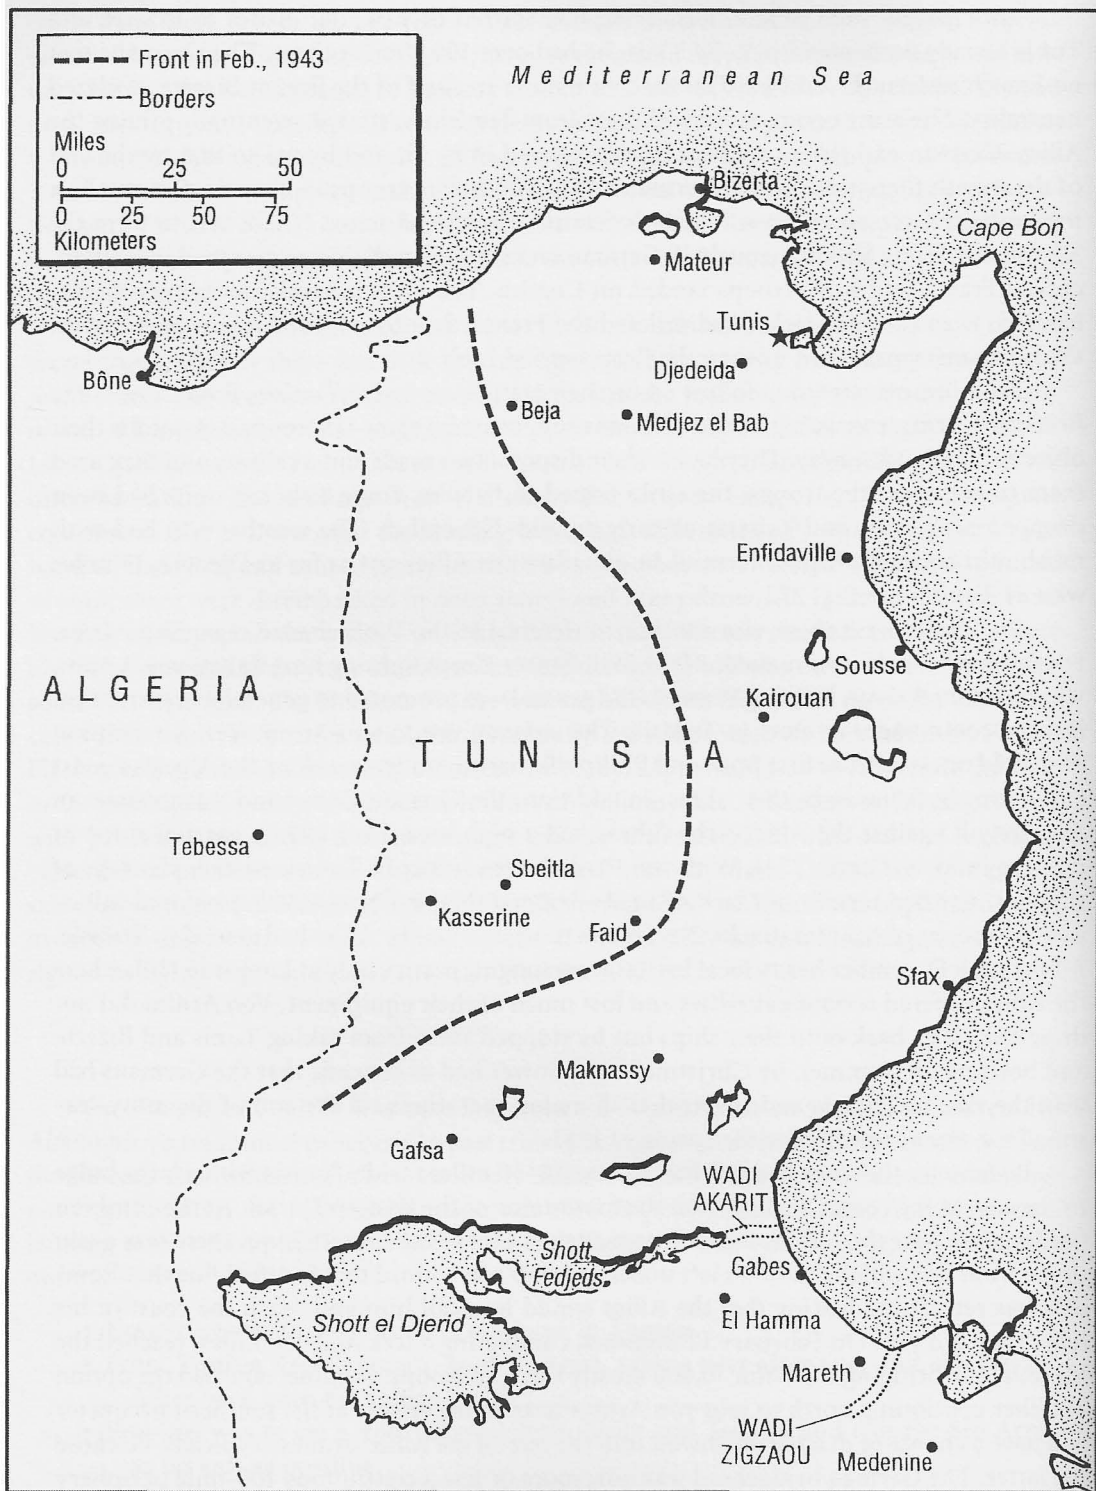 Front in Feb., 1943
Borders
Miles
0 25 50
0 25 50 75
Kilometers
Mediterranean Sea
Bizerta
Cape Bon
Mateur
Tunis
Bône
Djedeida
Beja
Medjez el Bab
Enfidaville
Sousse
ALGERIA
Kairouan
TUNISIA
Tebessa
Sbeitla
Kasserine
Faid
Sfax
Maknassy
Gafsa
WADI
AKARIT
Shott
Fedjeds
Gabes
El Hamma
Shott el Djerid
Mareth
WADI
ZIGZAOU
Medenine